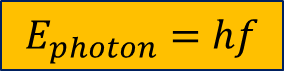 E_photon = hf